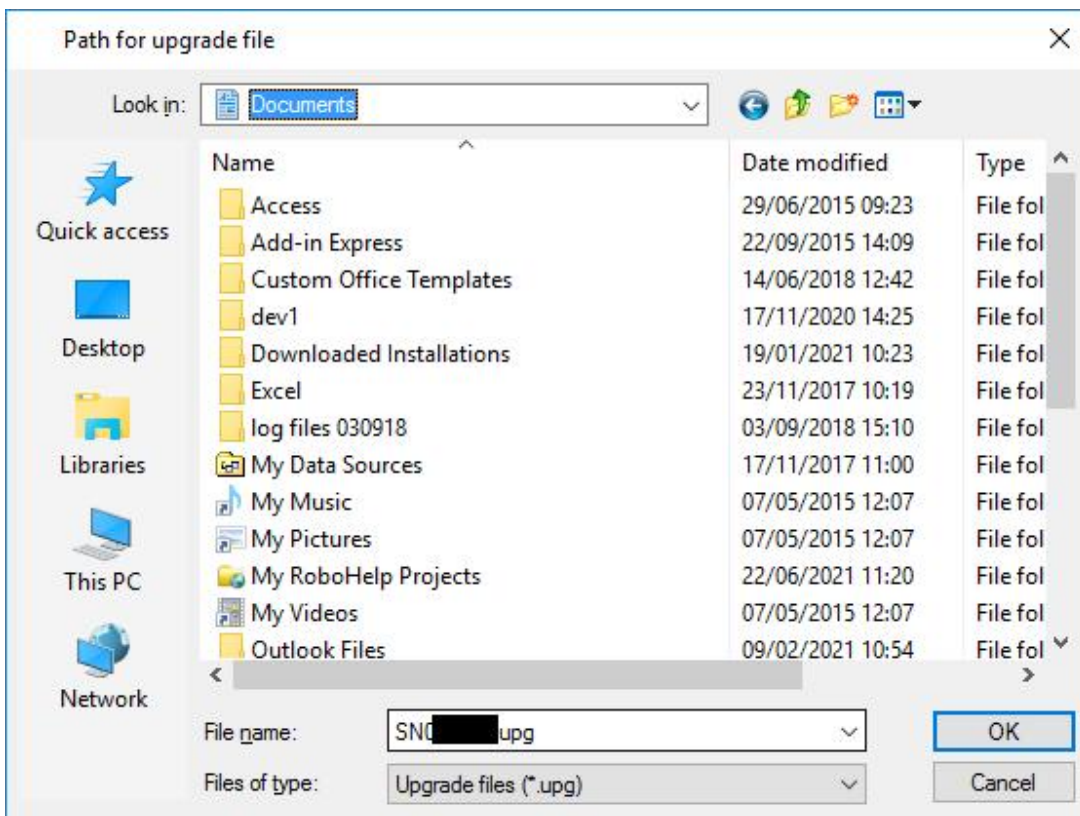 Path for upgrade file
Look in: Documents
Name Date modified Type
Quick access
Desktop
Libraries
This PC
Network
Access 29/06/2015 09:23 File fol
Add-in Express 22/09/2015 14:09 File fol
Custom Office Templates 14/06/2018 12:42 File fol
dev1 17/11/2020 14:25 File fol
Downloaded Installations 19/01/2021 10:23 File fol
Excel 23/11/2017 10:19 File fol
log files 030918 03/09/2018 15:10 File fol
My Data Sources 17/11/2017 11:00 File fol
My Music 07/05/2015 12:07 File fol
My Pictures 07/05/2015 12:07 File fol
My RoboHelp Projects 22/06/2021 11:20 File fol
My Videos 07/05/2015 12:07 File fol
Outlook Files 09/02/2021 10:54 File fol
File name: SN0 upg OK
Files of type: Upgrade files (*.upg) Cancel